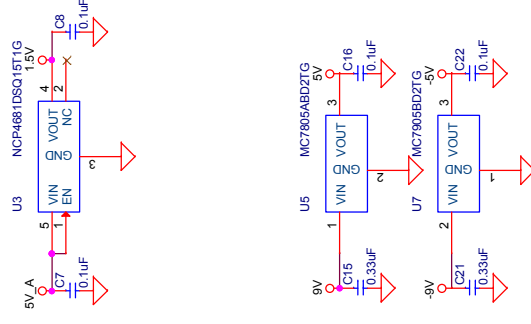 C8
0.1uF
1.5V
NCP4681DSQ15T1G
4
2
VOUT
NC
GND
3
VIN
EN
U3
5
1
5V_A
C7
0.1uF
C16
0.1uF
5V
MC7805ABD2TG
3
VOUT
GND
2
VIN
U5
1
9V
C15
0.33uF
C22
0.1uF
-5V
MC7905BD2TG
3
VOUT
GND
1
VIN
U7
2
-9V
C21
0.33uF